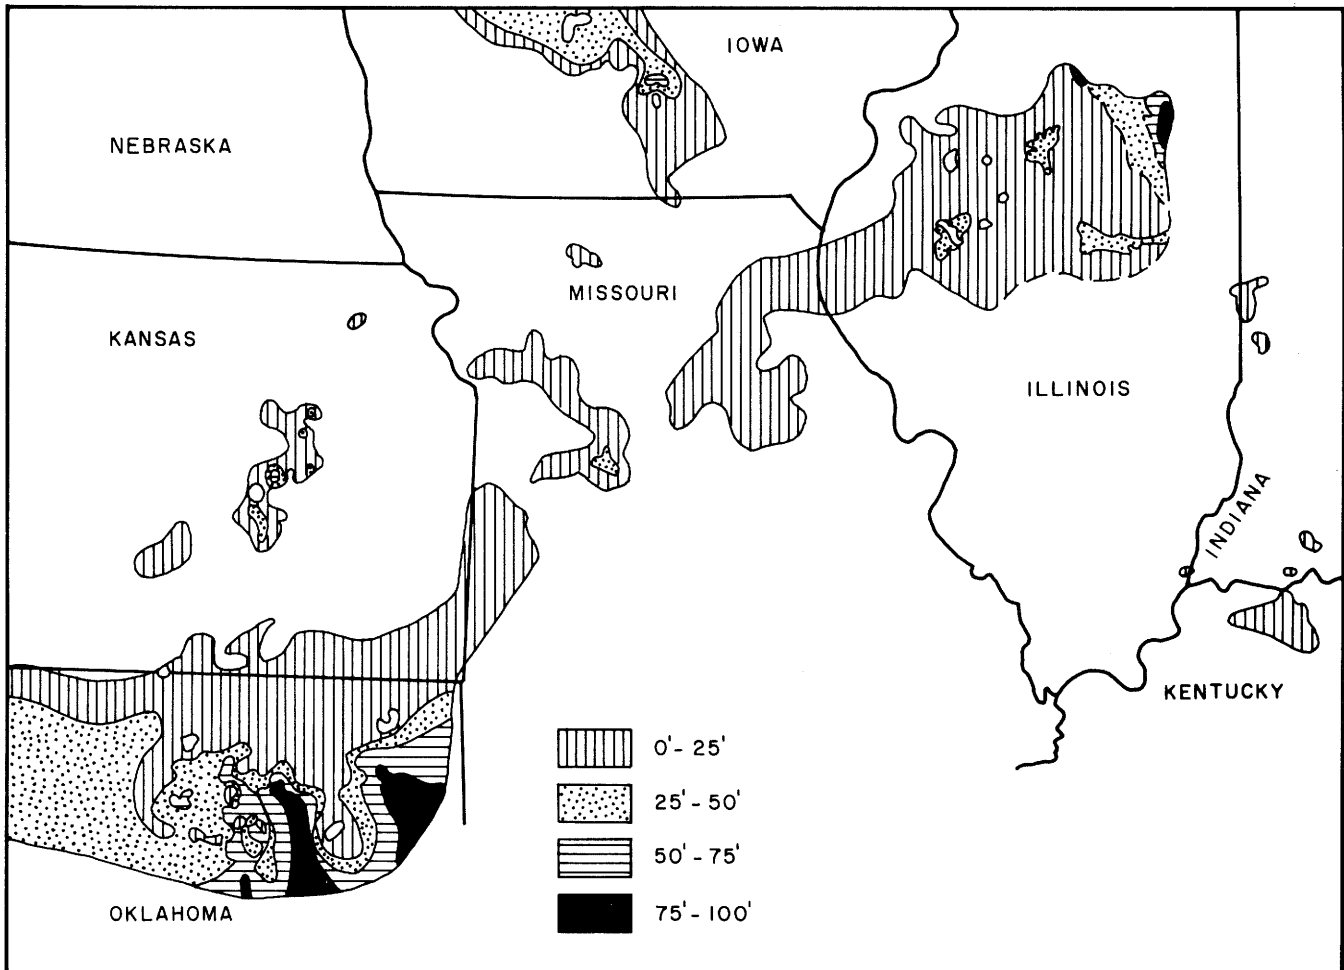 IOWA
NEBRASKA
MISSOURI
KANSAS
ILLINOIS
INDIANA
KENTUCKY
0'- 25'
25'- 50'
50'- 75'
75'- 100'
OKLAHOMA